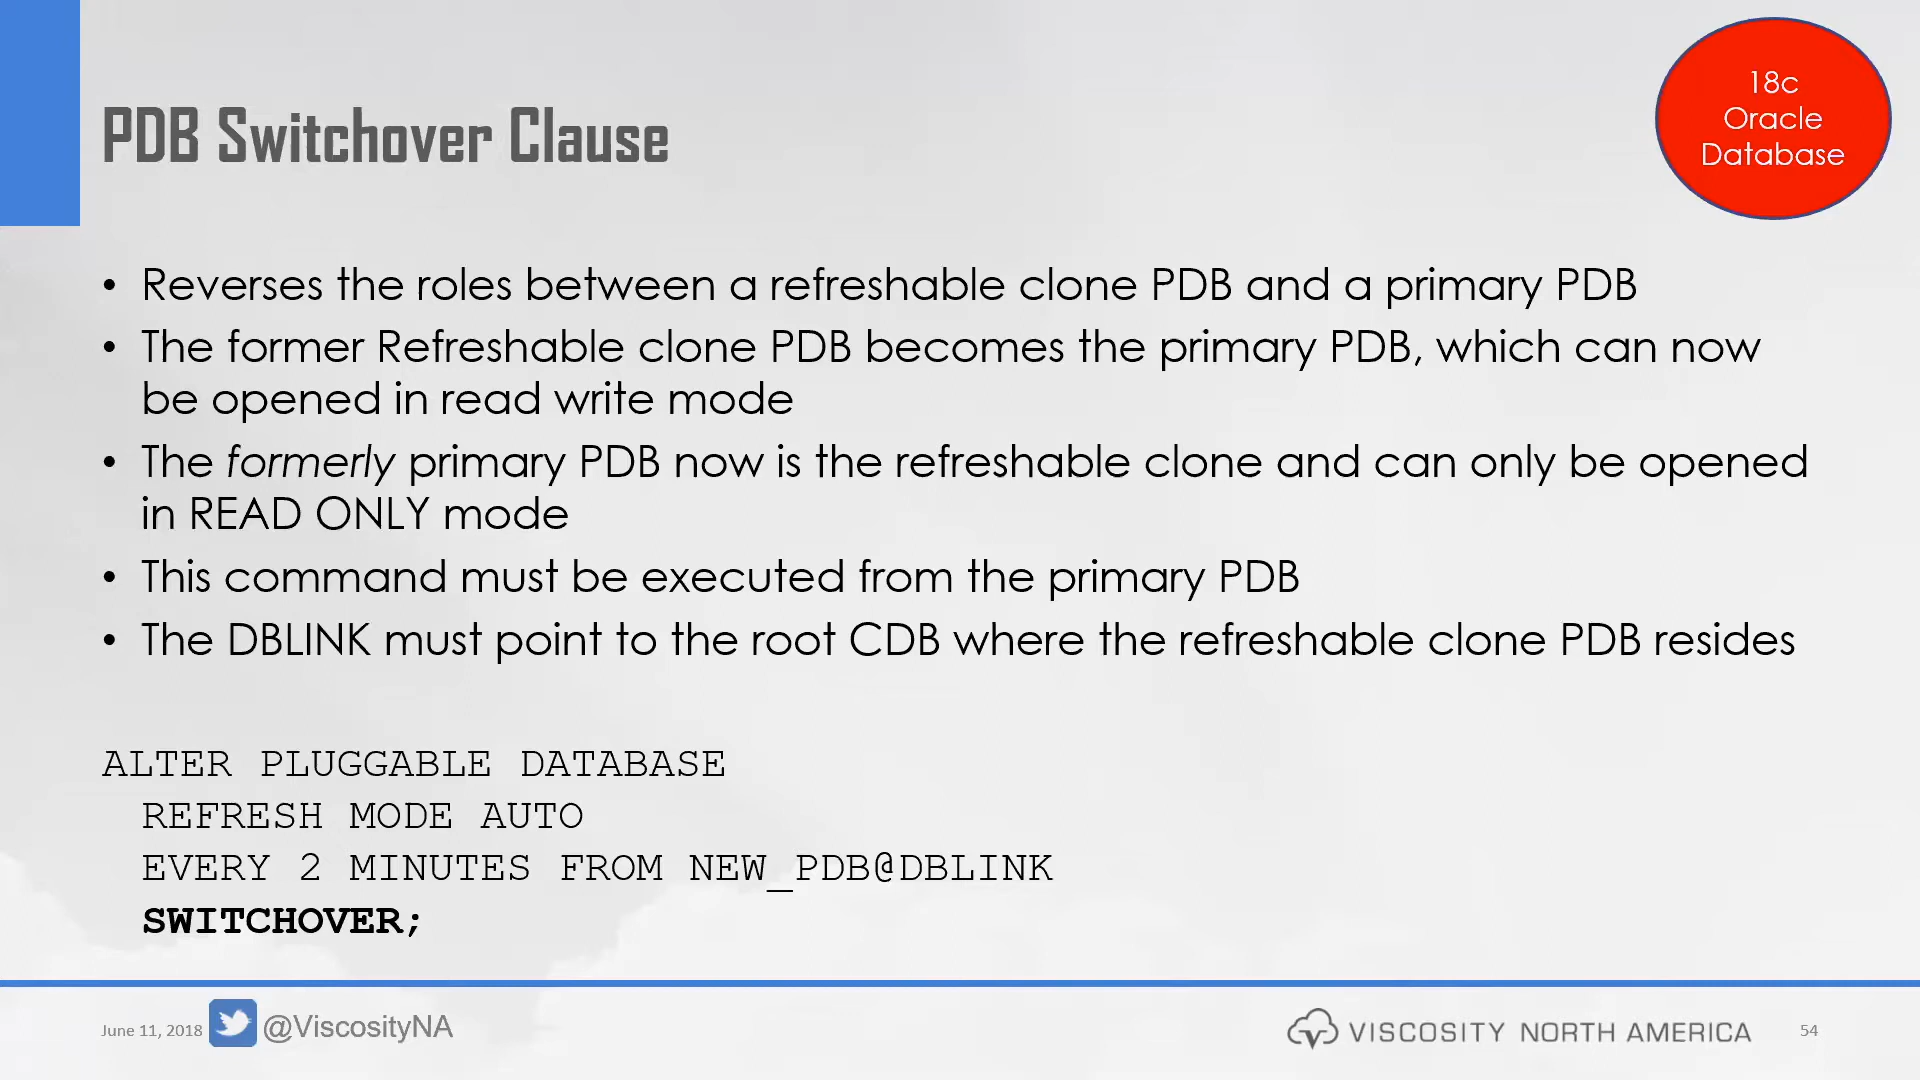 18c
Oracle
Database
PDB Switchover Clause
• Reverses the roles between a refreshable clone PDB and a primary PDB
• The former Refreshable clone PDB becomes the primary PDB, which can now
be opened in read write mode
• The formerly primary PDB now is the refreshable clone and can only be opened
in READ ONLY mode
• This command must be executed from the primary PDB
• The DBLINK must point to the root CDB where the refreshable clone PDB resides
ALTER PLUGGABLE DATABASE
REFRESH MODE AUTO
EVERY 2 MINUTES FROM NEW_PDB@DBLINK
SWITCHOVER;
June 11, 2018 @ViscosityNA VISCOSITY NORTH AMERICA 54